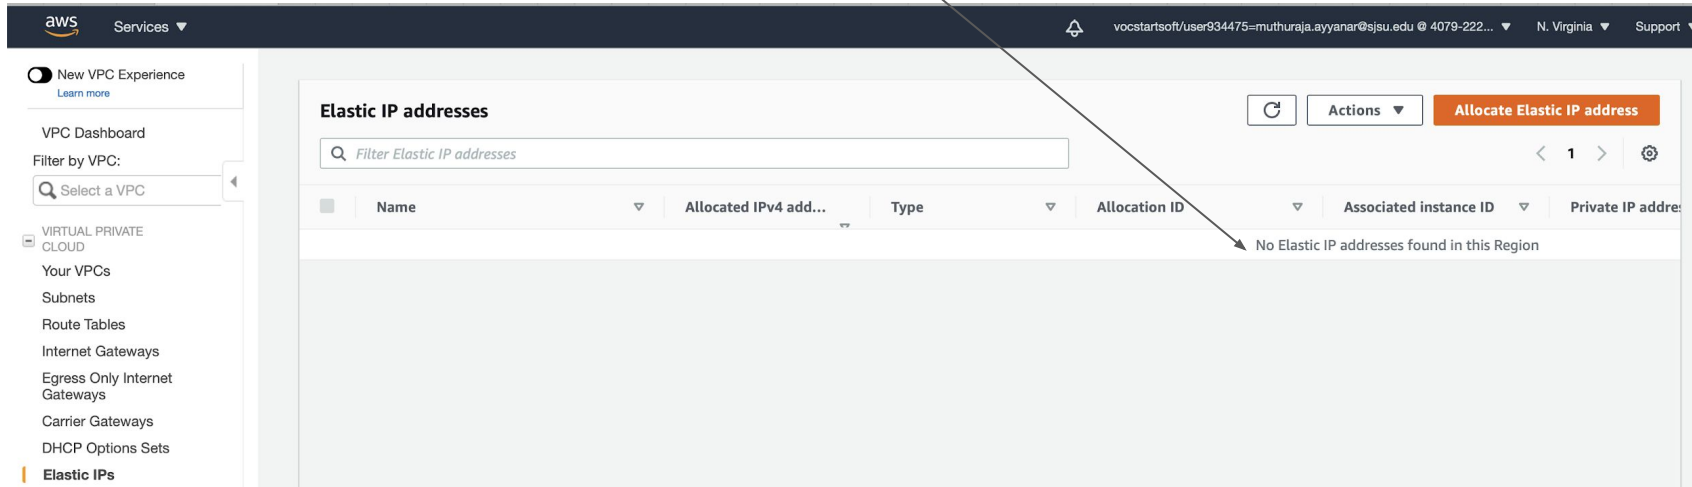 aws Services ▼ vocstartsoft/user934475=muthuraja.ayyanar@sjsu.edu @ 4079-222... ▼ N. Virginia ▼ Support
New VPC Experience
Learn more
VPC Dashboard
Filter by VPC:
Select a VPC
VIRTUAL PRIVATE
CLOUD
Your VPCs
Subnets
Route Tables
Internet Gateways
Egress Only Internet
Gateways
Carrier Gateways
DHCP Options Sets
Elastic IPs
Elastic IP addresses
Actions ▼ Allocate Elastic IP address
Filter Elastic IP addresses
< 1 >
Name Allocated IPv4 add... Type Allocation ID Associated instance ID Private IP addre
No Elastic IP addresses found in this Region